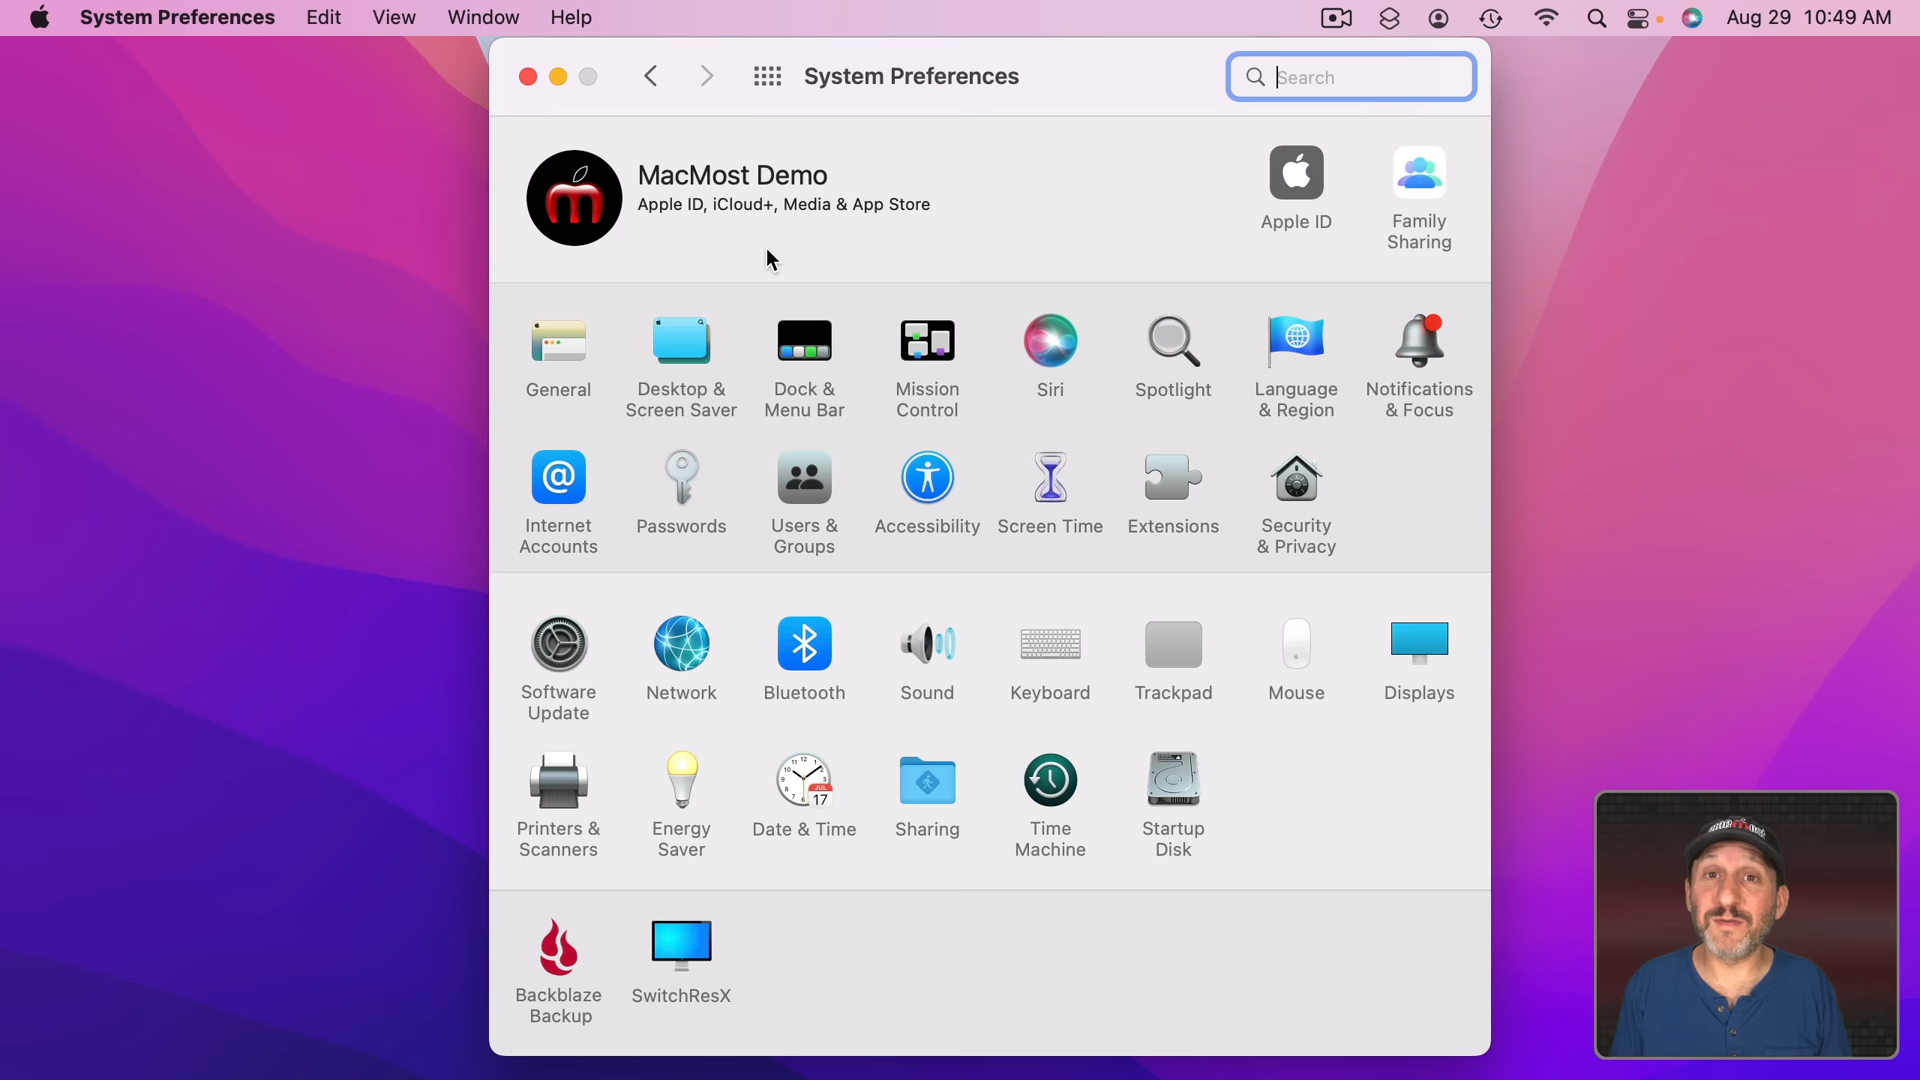 System Preferences Edit View Window Help Aug 29 10:49 AM
System Preferences Search
MacMost Demo
Apple ID, iCloud+, Media & App Store
Apple ID
Family
Sharing
General
Desktop &
Screen Saver
Dock &
Menu Bar
Mission
Control
Siri
Spotlight
Language
& Region
Notifications
& Focus
Internet
Accounts
Passwords
Users &
Groups
Accessibility
Screen Time
Extensions
Security
& Privacy
Software
Update
Network
Bluetooth
Sound
Keyboard
Trackpad
Mouse
Displays
Printers &
Scanners
Energy
Saver
JUL
17
Date & Time
Sharing
Time
Machine
Startup
Disk
Backblaze
Backup
SwitchResX